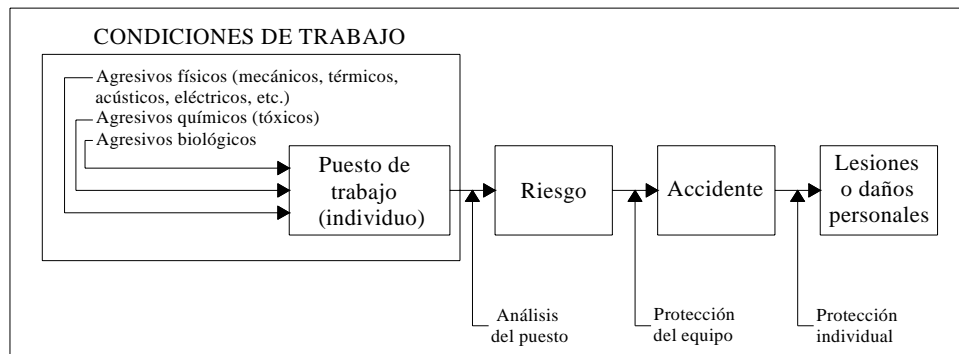 CONDICIONES DE TRABAJO
Agresivos físicos (mecánicos, térmicos,
acústicos, eléctricos, etc.)
Agresivos químicos (tóxicos)
Agresivos biológicos
Puesto de
trabajo
(individuo)
Riesgo
Accidente
Lesiones
o daños
personales
Análisis
del puesto
Protección
del equipo
Protección
individual